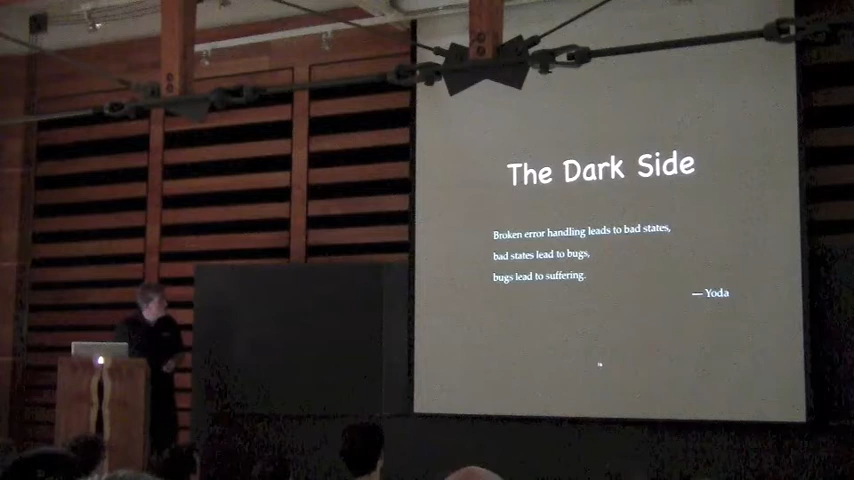 The Dark Side
Broken error handling leads to bad states,
bad states lead to bugs,
bugs lead to suffering.
— Yoda